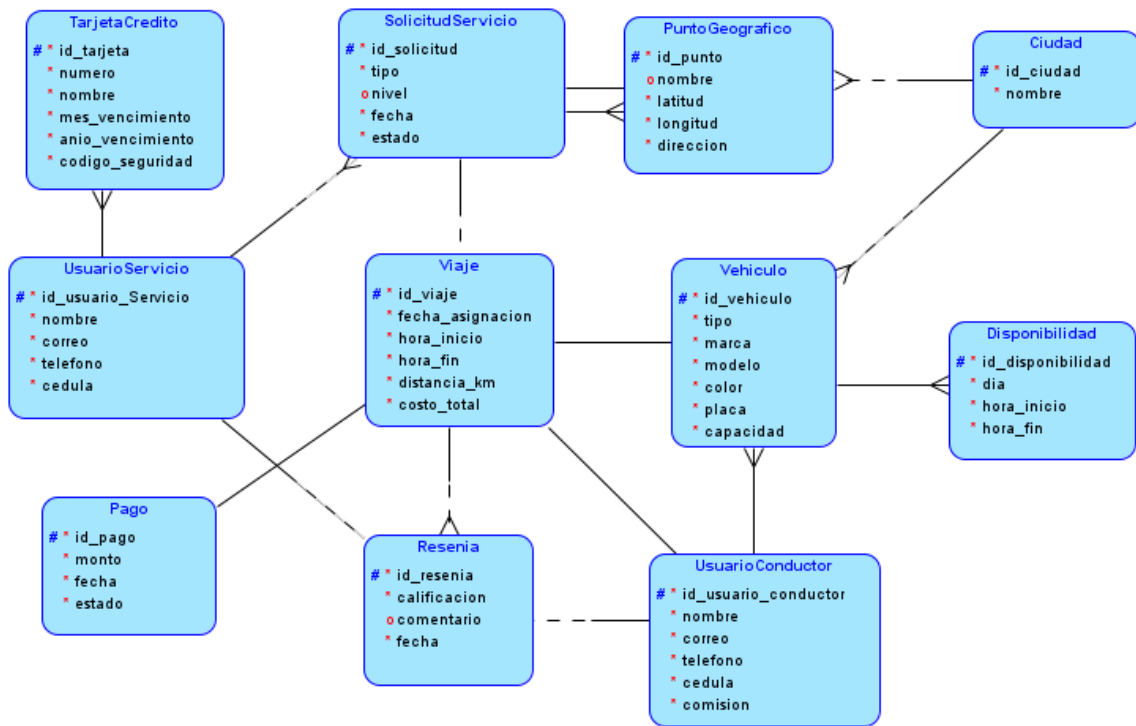 TarjetaCredito
# * id_tarjeta
* numero
* nombre
* mes_vencimiento
* anio_vencimiento
* codigo_seguridad
SolicitudServicio
# * id_solicitud
* tipo
o nivel
* fecha
* estado
PuntoGeografico
# * id_punto
o nombre
* latitud
* longitud
* direccion
Ciudad
# * id_ciudad
* nombre
UsuarioServicio
# * id_usuario_Servicio
* nombre
* correo
* telefono
* cedula
Viaje
# * id_viaje
* fecha_asignacion
* hora_inicio
* hora_fin
* distancia_km
* costo_total
Vehiculo
# * id_vehiculo
* tipo
* marca
* modelo
* color
* placa
* capacidad
Disponibilidad
# * id_disponibilidad
* dia
* hora_inicio
* hora_fin
Pago
# * id_pago
* monto
* fecha
* estado
Resenia
# * id_resenia
* calificacion
o comentario
* fecha
UsuarioConductor
# * id_usuario_conductor
* nombre
* correo
* telefono
* cedula
* comision